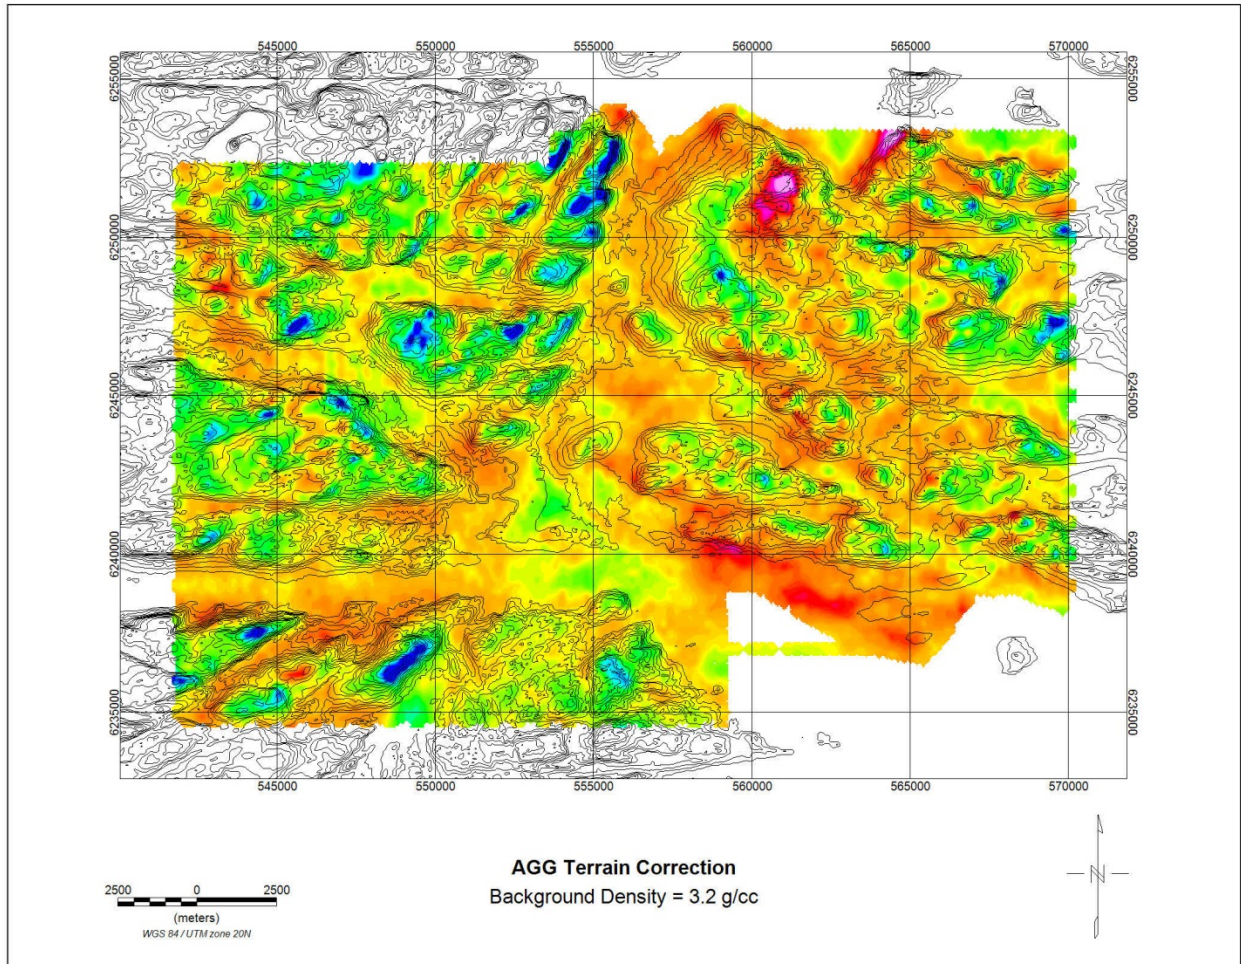 545000 550000 555000 560000 565000 570000
6255000 6255000
6250000 6250000
6245000 6245000
6240000 6240000
6235000 6235000
545000 550000 555000 560000 565000 570000
AGG Terrain Correction
Background Density = 3.2 g/cc
2500 0 2500
(meters)
WGS 84 / UTM zone 20N
N